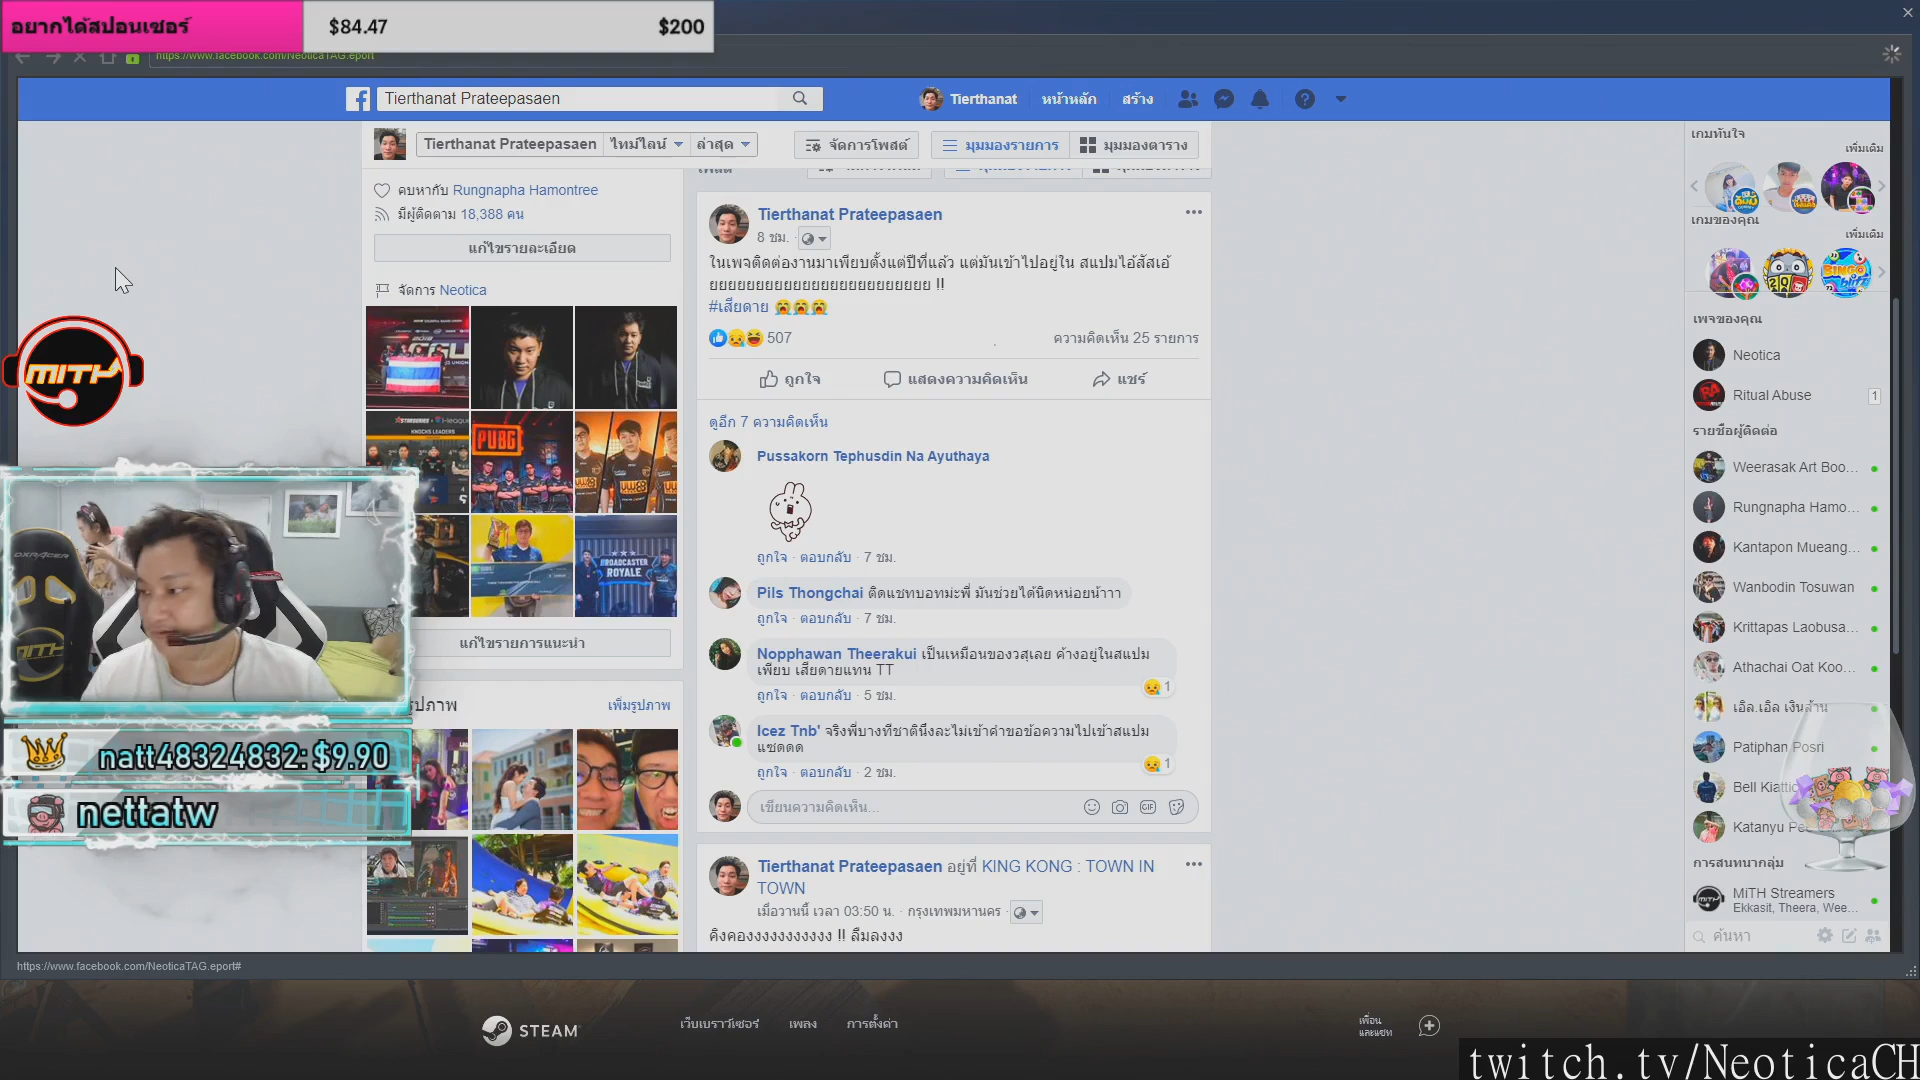 อยากได้สปอนเซอร์ $84.47 $200
https://www.facebook.com/NeoticaTAG.eport
Tierthanat Prateepasaen
Tierthanat หน้าหลัก สร้าง
Tierthanat Prateepasaen ไทม์ไลน์ ล่าสุด
จัดการโพสต์ มุมมองรายการ มุมมองตาราง
คบหากับ Rungnapha Hamontree
มีผู้ติดตาม 18,388 คน
แก้ไขรายละเอียด
จัดการ Neotica
PUBG
BROADCASTER
ROYALE
แก้ไขรายการแนะนำ
รูปภาพ เพิ่มรูปภาพ
Tierthanat Prateepasaen
8 ชม.
ในเพจติดต่องานมาเพียบตั้งแต่ปีที่แล้ว แต่มันเข้าไปอยู่ใน สแปมไอ้สัสเอ้
ยยยยยยยยยยยยยยยยยยยยยยยย !!
#เสียดาย 😭😭😭
507 ความคิดเห็น 25 รายการ
ถูกใจ แสดงความคิดเห็น แชร์
ดูอีก 7 ความคิดเห็น
Pussakorn Tephusdin Na Ayuthaya
ถูกใจ · ตอบกลับ · 7 ชม.
Pils Thongchai ติดแชทบอทม่ะพี่ มันช่วยได้นิดหน่อยน้าาา
ถูกใจ · ตอบกลับ · 7 ชม.
Nopphawan Theerakui เป็นเหมือนของวสุเลย ค้างอยู่ในสแปม
เพียบ เสียดายแทน TT
1
ถูกใจ · ตอบกลับ · 5 ชม.
Icez Tnb' จริงพี่บางทีชาตินึงละไม่เข้าคำขอข้อความไปเข้าสแปม
แซดดด
1
ถูกใจ · ตอบกลับ · 2 ชม.
เขียนความคิดเห็น...
GIF
Tierthanat Prateepasaen อยู่ที่ KING KONG : TOWN IN
TOWN
เมื่อวานนี้ เวลา 03:50 น. · กรุงเทพมหานคร
คิงคองงงงงงงงงงง !! ลืมลงงง
เกมทันใจ
เพิ่มเติม
เกมของคุณ
เพิ่มเติม
BINGO
blitz
เพจของคุณ
Neotica
Ritual Abuse 1
รายชื่อผู้ติดต่อ
Weerasak Art Boo...
Rungnapha Hamo...
Kantapon Mueang...
Wanbodin Tosuwan
Krittapas Laobusa...
Athachai Oat Koo...
เอิล.เอิล เงินล้าน
Patiphan Posri
Bell Kiattic
Katanyu
การสนทนากลุ่ม
MiTH Streamers
Ekkasit, Theera, Wee...
ค้นหา
MITH
DXRACER
natt48324832: $9.90
nettatw
https://www.facebook.com/NeoticaTAG.eport#
STEAM
เว็บเบราว์เซอร์ เพลง การตั้งค่า
เพื่อน
และแชท
twitch.tv/NeoticaCH